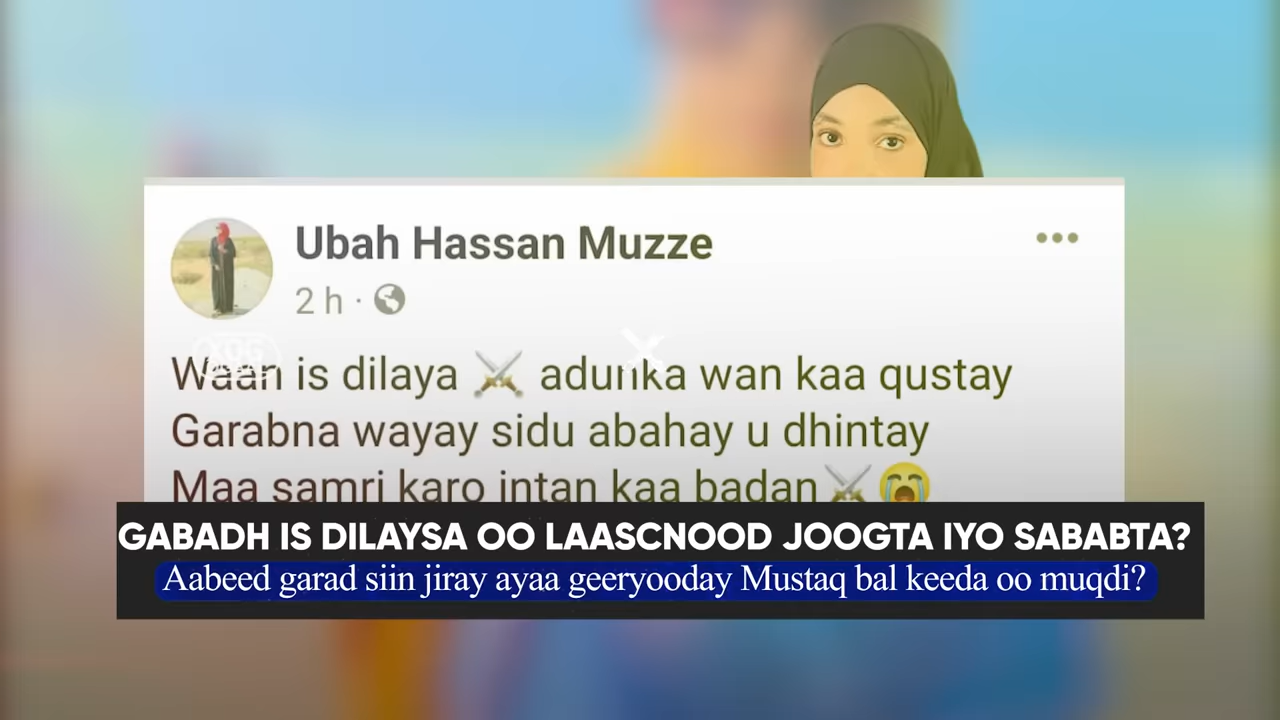 Ubah Hassan Muzze
2 h ·
Waan is dilaya ⚔️ adunka wan kaa qustay
Garabna wayay sidu abahay u dhintay
Maa samri karo intan kaa badan⚔️😭
GABADH IS DILAYSA OO LAASCNOOD JOOGTA IYO SABABTA?
Aabeed garad siin jiray ayaa geeryooday Mustaq bal keeda oo muqdi?